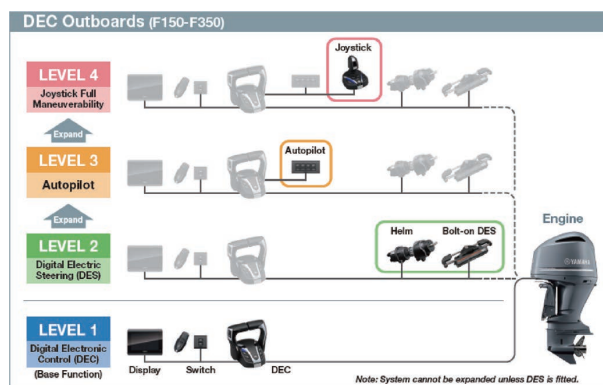 DEC Outboards (F150-F350)
LEVEL 4
Joystick Full
Maneuverability
Joystick
Expand
LEVEL 3
Autopilot
Autopilot
Expand
LEVEL 2
Digital Electric
Steering (DES)
Helm
Bolt-on DES
Engine
YAMAHA
LEVEL 1
Digital Electronic
Control (DEC)
(Base Function)
Display
Switch
DEC
Note: System cannot be expanded unless DES is fitted.